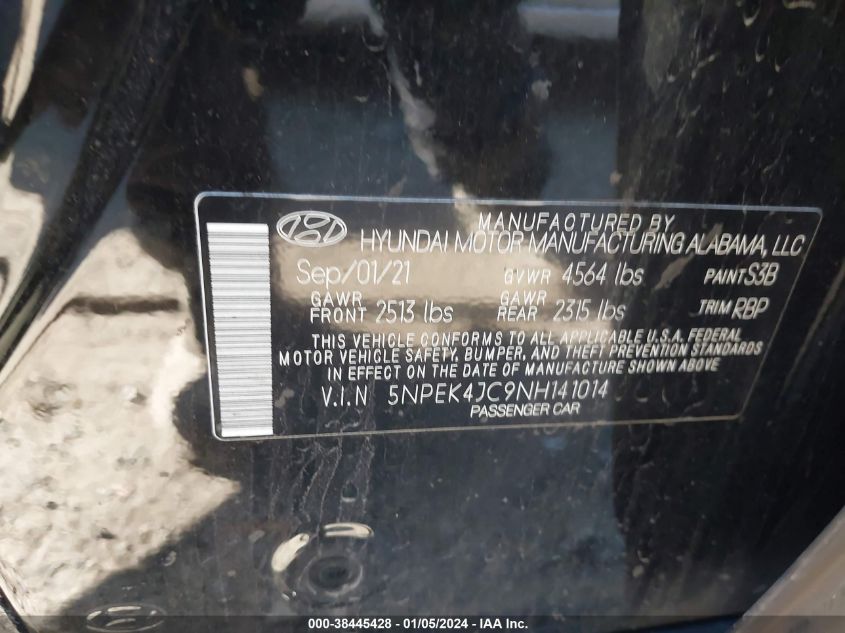 MANUFACTURED BY
HYUNDAI MOTOR MANUFACTURING ALABAMA, LLC
Sep/01/21 GVWR 4564 lbs PAINT S3B
GAWR FRONT 2513 lbs GAWR REAR 2315 lbs TRIM RBP
THIS VEHICLE CONFORMS TO ALL APPLICABLE U.S.A. FEDERAL
MOTOR VEHICLE SAFETY, BUMPER, AND THEFT PREVENTION STANDARDS
IN EFFECT ON THE DATE OF MANUFACTURE SHOWN ABOVE
V.I.N 5NPEK4JC9NH141014
PASSENGER CAR
000-38445428 - 01/05/2024 - IAA Inc.